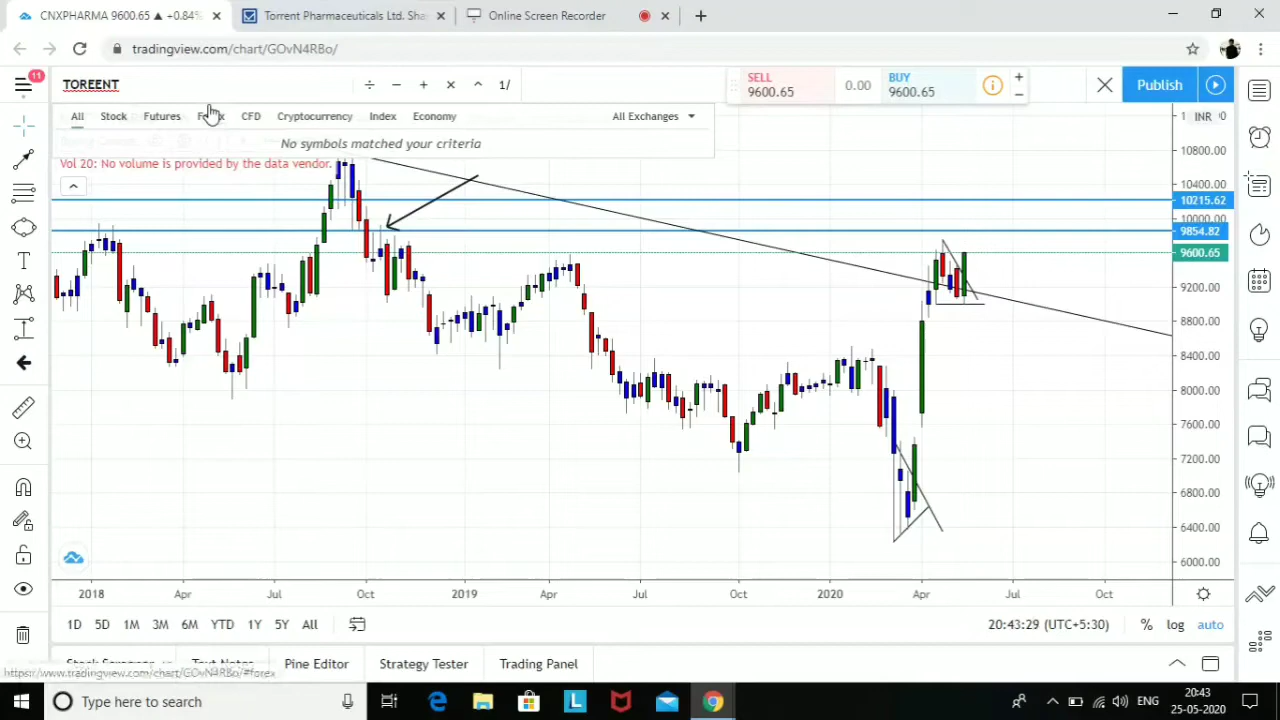 CNXPHARMA 9600.65 ▲ +0.84%
Torrent Pharmaceuticals Ltd. Sha
Online Screen Recorder
tradingview.com/chart/GOvN4RBo/
11
TOREENT
÷ − + × ^ 1/
SELL
9600.65
0.00
BUY
9600.65
Publish
All Stock Futures CFD Cryptocurrency Index Economy All Exchanges
INR
No symbols matched your criteria
Vol 20: No volume is provided by the data vendor.
10800.00
10400.00
10215.62
10000.00
9854.82
9600.65
9200.00
8800.00
8400.00
8000.00
7600.00
7200.00
6800.00
6400.00
6000.00
2018 Apr Jul Oct 2019 Apr Jul Oct 2020 Apr Jul Oct
1D 5D 1M 3M 6M YTD 1Y 5Y All
20:43:29 (UTC+5:30) % log auto
Pine Editor Strategy Tester Trading Panel
https://www.tradingview.com/chart/GOvN4RBo/#forex
Type here to search
ENG
20:43
25-05-2020